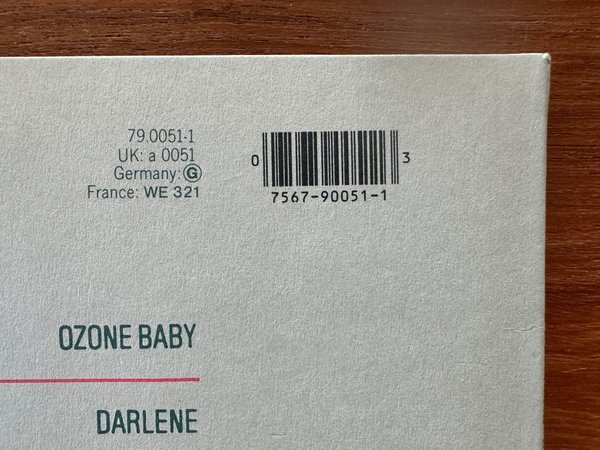 79.0051-1
UK: a 0051
Germany: G
France: WE 321
0 3
7567-90051-1
OZONE BABY
DARLENE